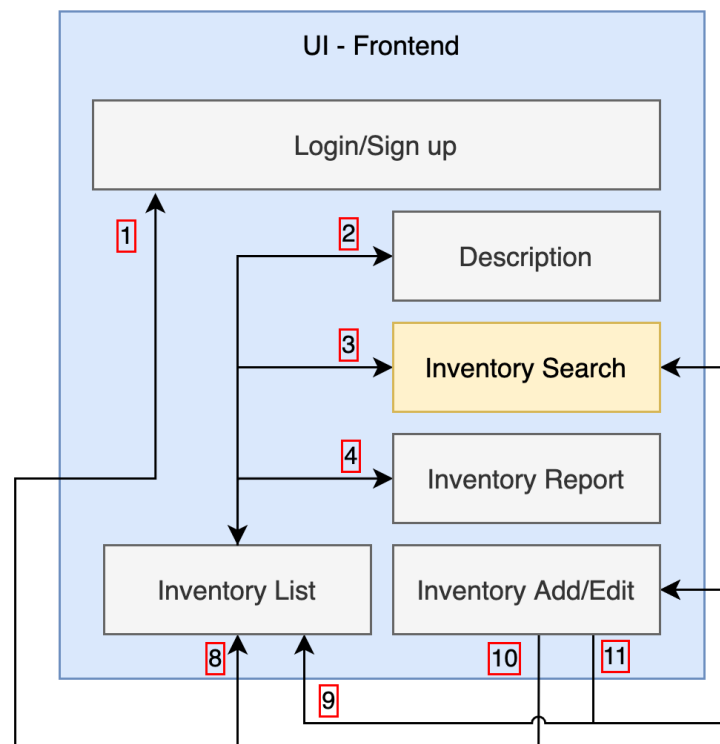 UI - Frontend
Login/Sign up
1
2
Description
3
Inventory Search
4
Inventory Report
Inventory List
Inventory Add/Edit
8
9
10
11